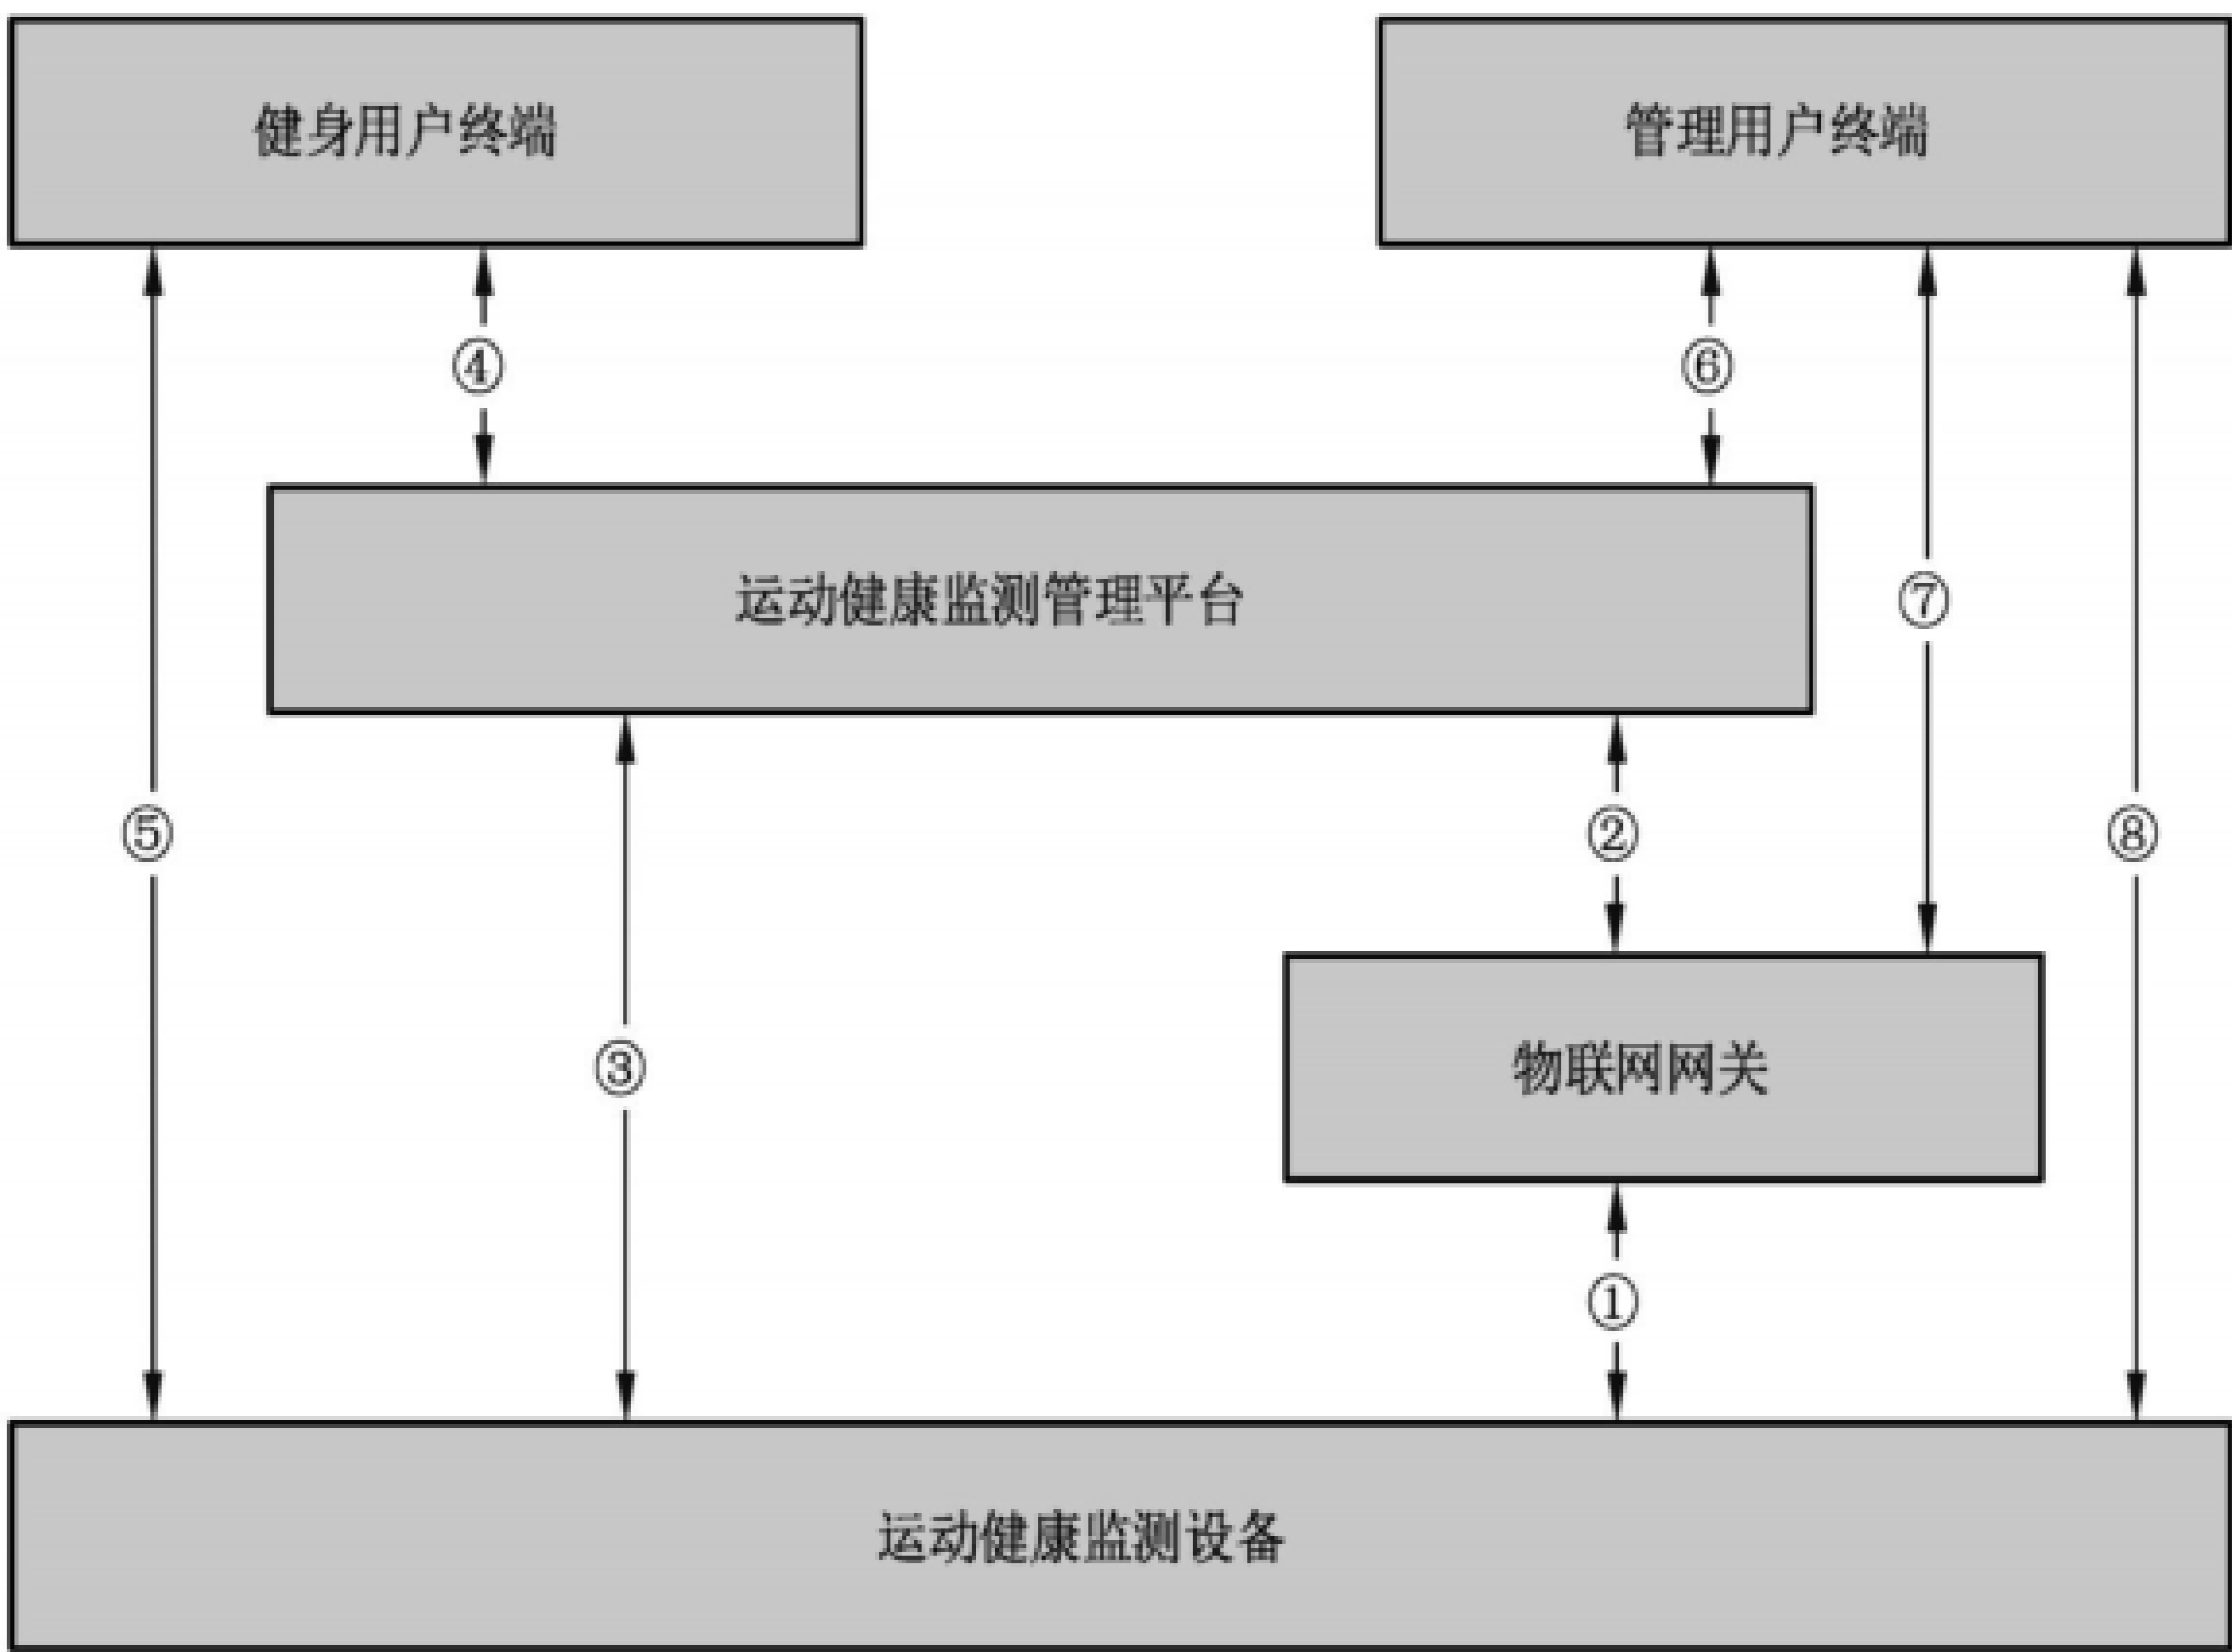 健身用户终端
管理用户终端
④
⑥
运动健康监测管理平台
⑦
⑤
②
⑧
③
物联网网关
①
运动健康监测设备